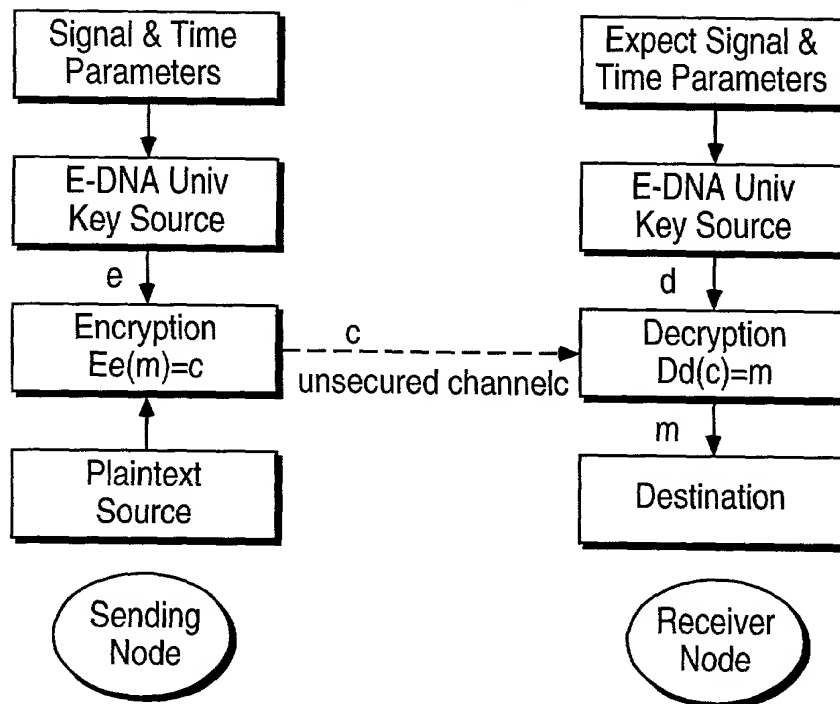 Signal & Time
Parameters
E-DNA Univ
Key Source
e
Encryption
Ee(m)=c
Plaintext
Source
Sending
Node
c
unsecured channelc
Expect Signal &
Time Parameters
E-DNA Univ
Key Source
d
Decryption
Dd(c)=m
m
Destination
Receiver
Node